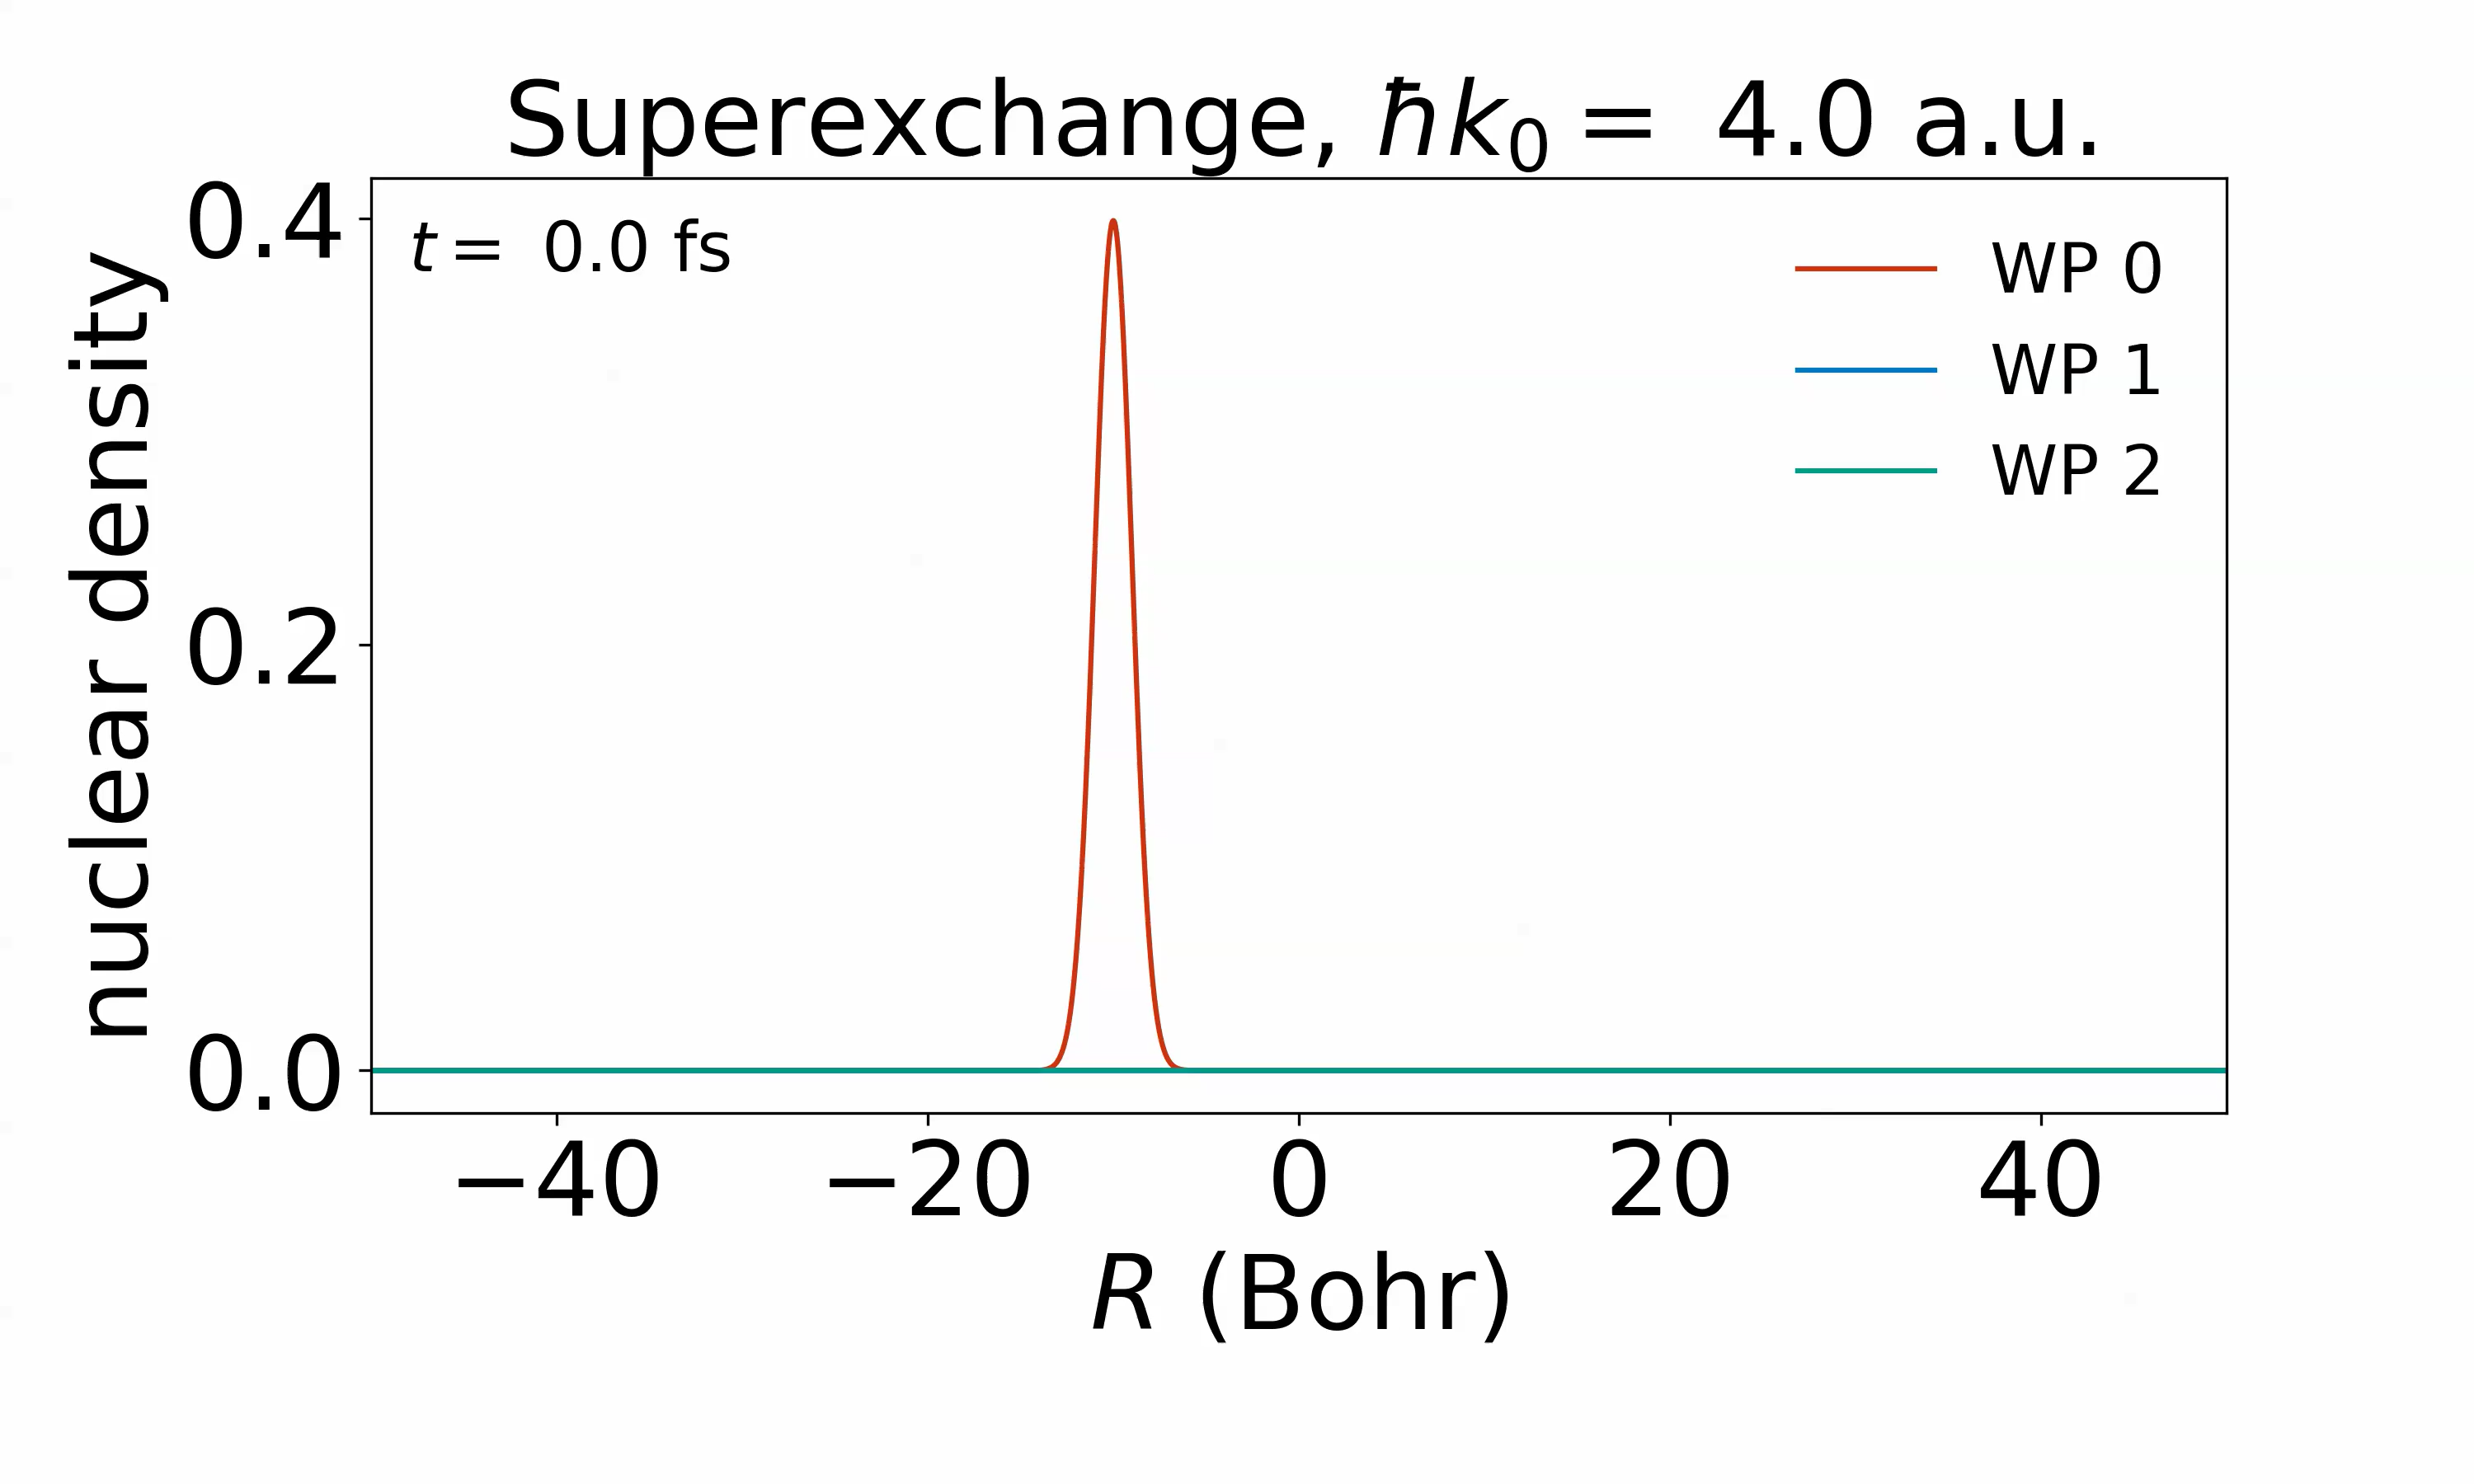 Superexchange, ħk₀ = 4.0 a.u.
t = 0.0 fs
WP 0
WP 1
WP 2
nuclear density
0.4
0.2
0.0
−40 −20 0 20 40
R (Bohr)